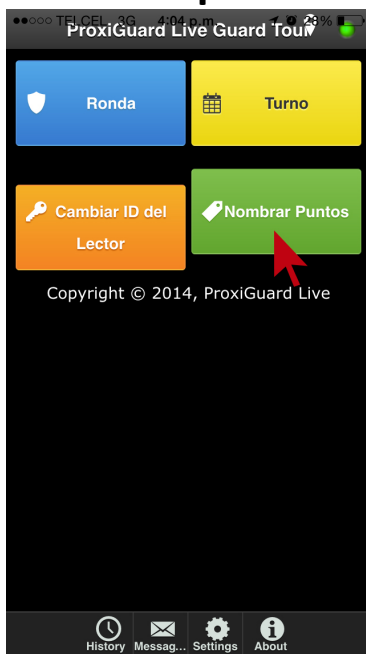 ●●○○○ TELCEL 3G 4:04 p.m. 28%
ProxiGuard Live Guard Tour
Ronda
Turno
Cambiar ID del
Lector
Nombrar Puntos
Copyright © 2014, ProxiGuard Live
History Messag... Settings About